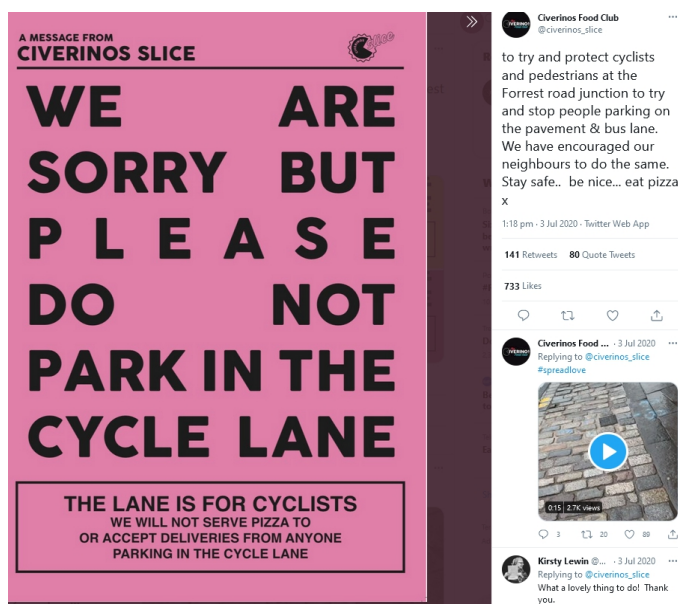 A MESSAGE FROM
CIVERINOS SLICE
slice
WE ARE
SORRY BUT
PLEASE
DO NOT
PARK IN THE
CYCLE LANE
THE LANE IS FOR CYCLISTS
WE WILL NOT SERVE PIZZA TO
OR ACCEPT DELIVERIES FROM ANYONE
PARKING IN THE CYCLE LANE
Civerinos Food Club
@civerinos_slice
to try and protect cyclists
and pedestrians at the
Forrest road junction to try
and stop people parking on
the pavement & bus lane.
We have encouraged our
neighbours to do the same.
Stay safe.. be nice... eat pizza
x
1:18 pm · 3 Jul 2020 · Twitter Web App
141 Retweets 80 Quote Tweets
733 Likes
Civerinos Food ... · 3 Jul 2020
Replying to @civerinos_slice
#spreadlove
0:15 2.7K views
3 20 89
Kirsty Lewin @... · 3 Jul 2020
Replying to @civerinos_slice
What a lovely thing to do! Thank
you.